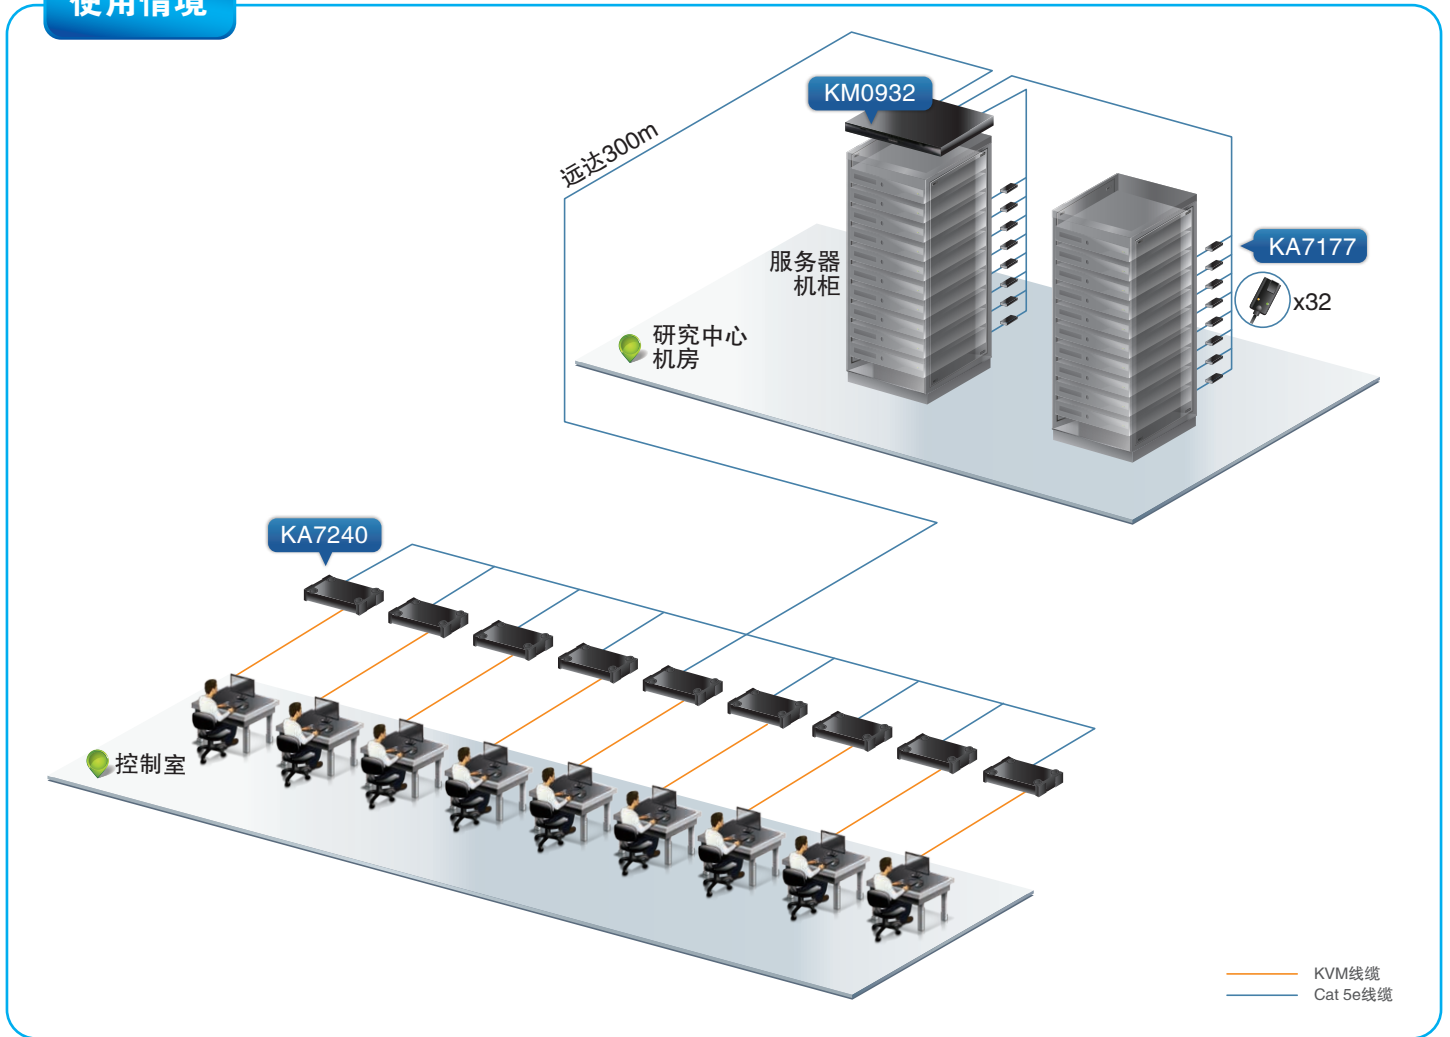 使用情境
KM0932
远达300m
服务器
机柜
KA7177
x32
研究中心
机房
KA7240
控制室
KVM线缆
Cat 5e线缆